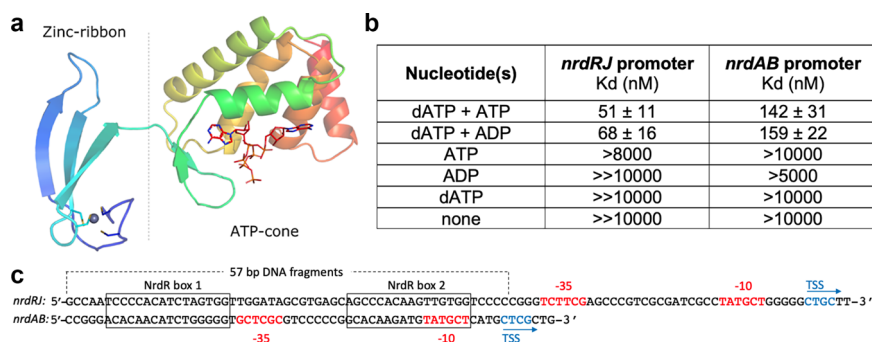 a
Zinc-ribbon
ATP-cone
b
Nucleotide(s) nrdRJ promoter Kd (nM) nrdAB promoter Kd (nM)
dATP + ATP 51 ± 11 142 ± 31
dATP + ADP 68 ± 16 159 ± 22
ATP >8000 >10000
ADP >>10000 >5000
dATP >>10000 >10000
none >>10000 >10000
c
57 bp DNA fragments
NrdR box 1 NrdR box 2 -35 -10 TSS
nrdRJ: 5’-GCCAATCCCCACATCTAGTGGTTGGATAGCGTGAGCAGCCCACAAGTTGTGGTCCCCCCGGGTCTTCGAGCCCGTCGCGATCGCCTATGCTGGGGGCTGCTT-3’
nrdAB: 5’-CCGGGACACAACATCTGGGGGTGCTCGCGTCCCCCGGCACAAGATGTATGCTCATGCTCGCTG-3’
-35 -10 TSS